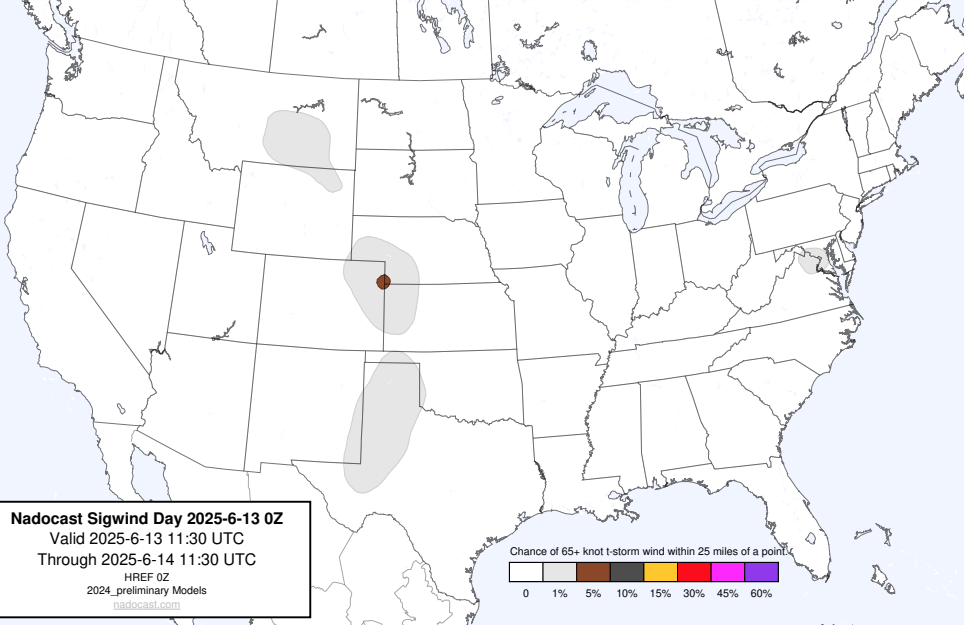 Nadocast Sigwind Day 2025-6-13 0Z
Valid 2025-6-13 11:30 UTC
Through 2025-6-14 11:30 UTC
HREF 0Z
2024_preliminary Models
nadocast.com
Chance of 65+ knot t-storm wind within 25 miles of a point.
0 1% 5% 10% 15% 30% 45% 60%